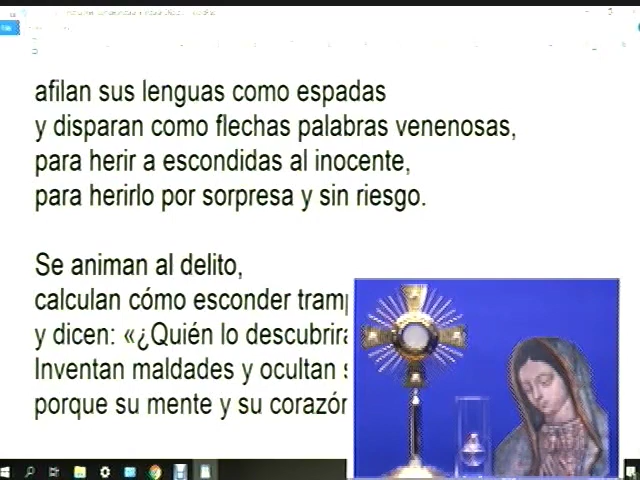 afilan sus lenguas como espadas
y disparan como flechas palabras venenosas,
para herir a escondidas al inocente,
para herirlo por sorpresa y sin riesgo.
Se animan al delito,
calculan cómo esconder
y dicen: «¿Quién lo
Inventan maldades y ocultan
porque su mente y su corazón